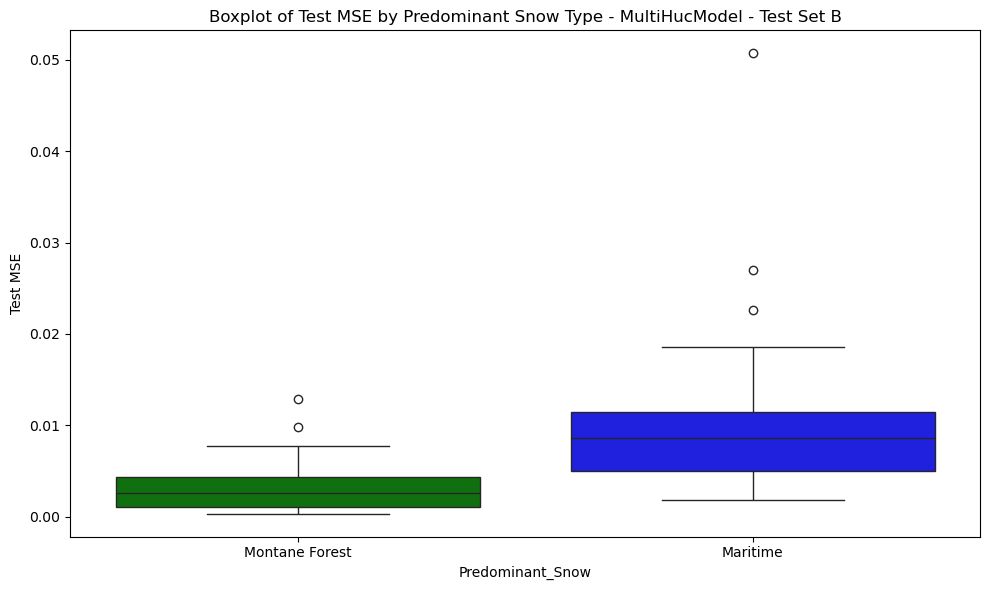 Boxplot of Test MSE by Predominant Snow Type - MultiHucModel - Test Set B
Test MSE
0.05
0.04
0.03
0.02
0.01
0.00
Montane Forest
Maritime
Predominant_Snow